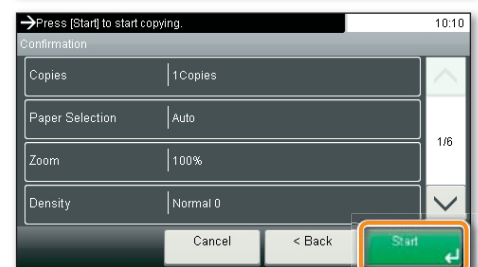 →Press [Start] to start copying. 10:10
Confirmation
Copies 1Copies
Paper Selection Auto
1/6
Zoom 100%
Density Normal 0
Cancel < Back Start